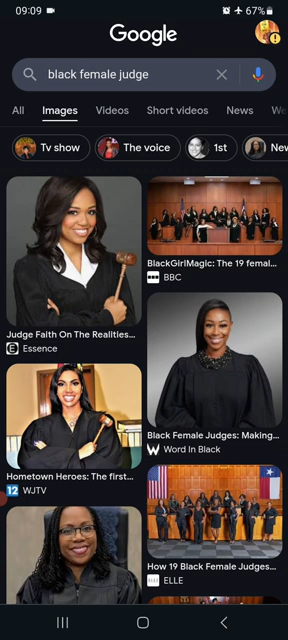 09:09
67%
Google
black female judge
All Images Videos Short videos News We
Tv show The voice 1st New
Judge Faith On The Realities...
Essence
BlackGirlMagic: The 19 femal...
BBC
Hometown Heroes: The first...
12 WJTV
Black Female Judges: Making...
W Word In Black
How 19 Black Female Judges...
ELLE